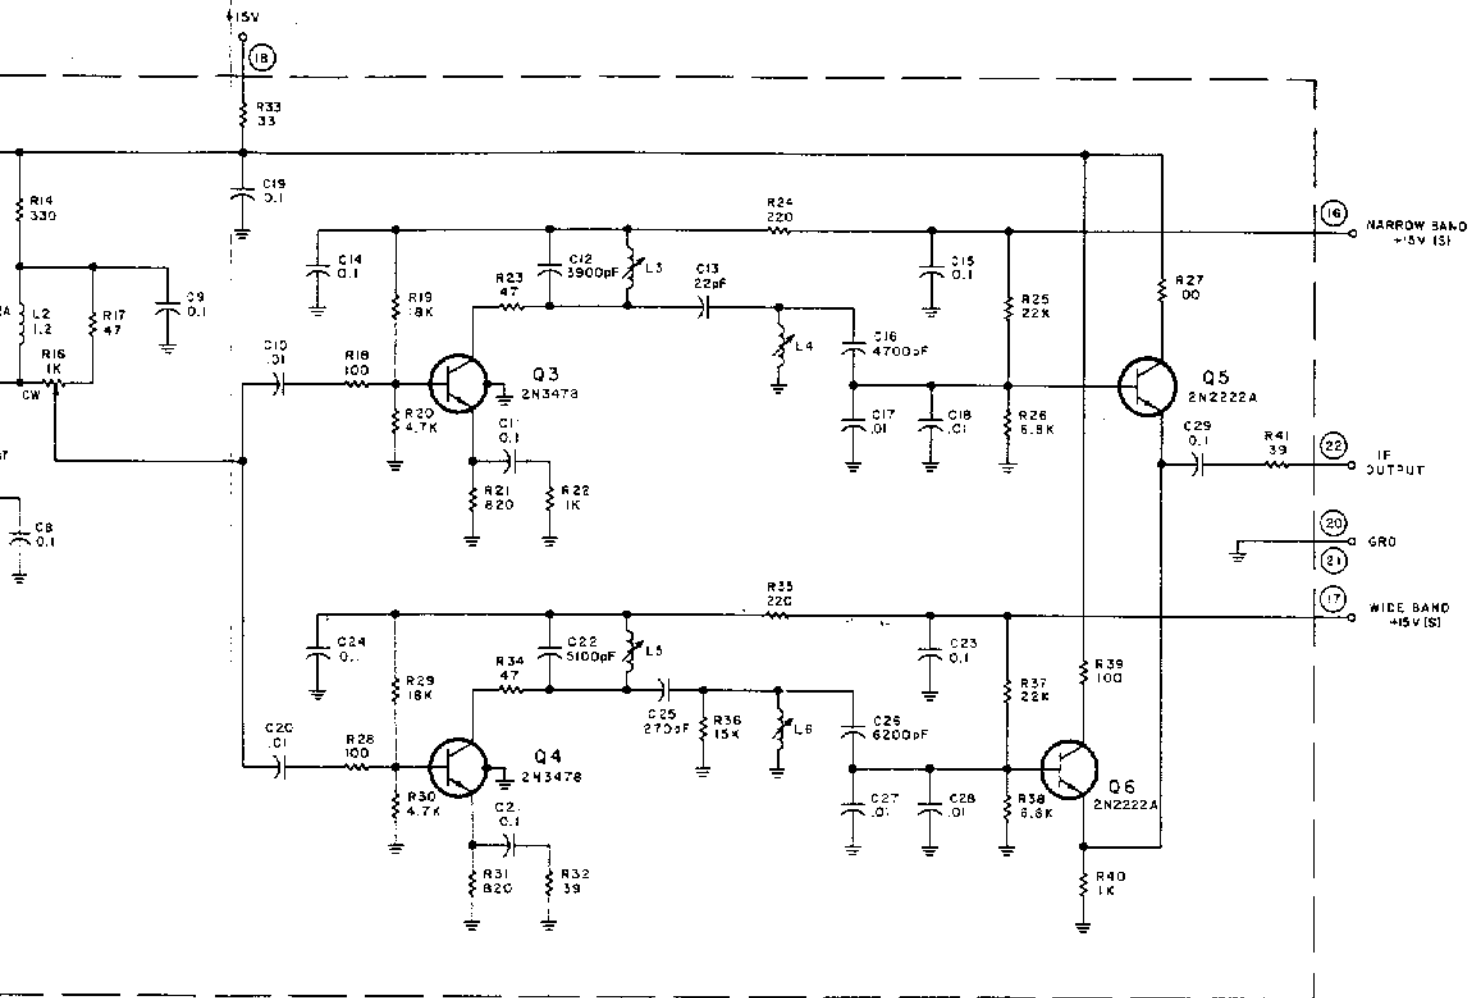 +15V
18
R33
33
C19
0.1
R14
330
R24
220
16
NARROW BAND
+15V (S)
C14
0.1
C12
3900pF
L3
C13
22pF
C15
0.1
R23
47
R19
18K
R25
22K
R27
L2
1.2
R17
47
C9
0.1
R16
1K
CW
C10
.01
R18
100
L4
C16
4700pF
Q3
2N3478
Q5
2N2222A
R20
4.7K
0.1
C17
.01
C18
.01
R26
6.8K
C29
0.1
R41
39
22
IF
OUTPUT
R21
820
R22
1K
C8
0.1
20
GRD
21
R35
220
17
WIDE BAND
+15V (S)
C24
C22
5100pF
L5
C23
0.1
R34
47
R29
18K
R37
22K
R39
100
C25
270pF
R36
15K
L6
C26
6200pF
C20
.01
R28
100
Q4
2N3478
Q6
2N2222A
R30
4.7K
0.1
C27
.01
C28
.01
R38
6.8K
R31
820
R32
39
R40
1K